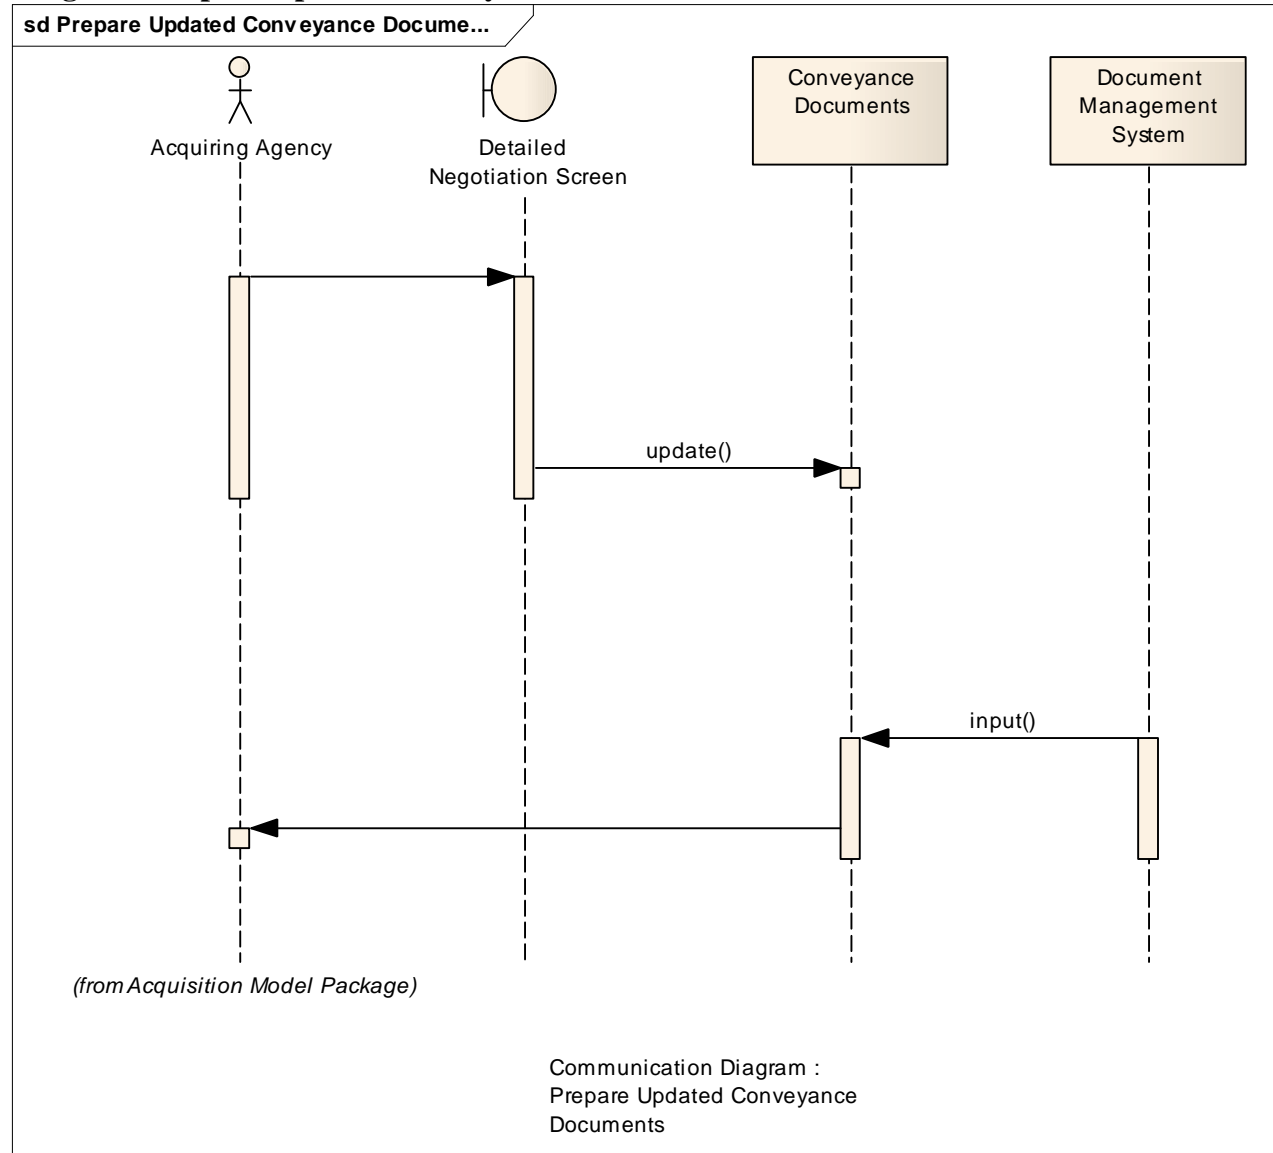 sd Prepare Updated Conveyance Docume...
Acquiring Agency
Detailed
Negotiation Screen
Conveyance
Documents
Document
Management
System
update()
input()
(from Acquisition Model Package)
Communication Diagram :
Prepare Updated Conveyance
Documents